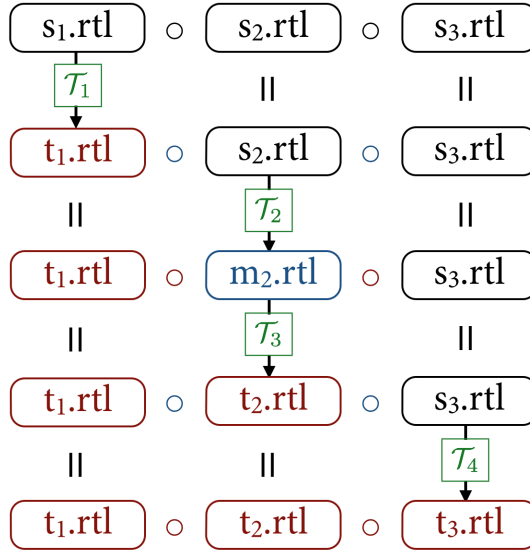 s₁.rtl ○ s₂.rtl ○ s₃.rtl
𝒯₁ = =
t₁.rtl ○ s₂.rtl ○ s₃.rtl
= 𝒯₂ =
t₁.rtl ○ m₂.rtl ○ s₃.rtl
= 𝒯₃ =
t₁.rtl ○ t₂.rtl ○ s₃.rtl
= = 𝒯₄
t₁.rtl ○ t₂.rtl ○ t₃.rtl